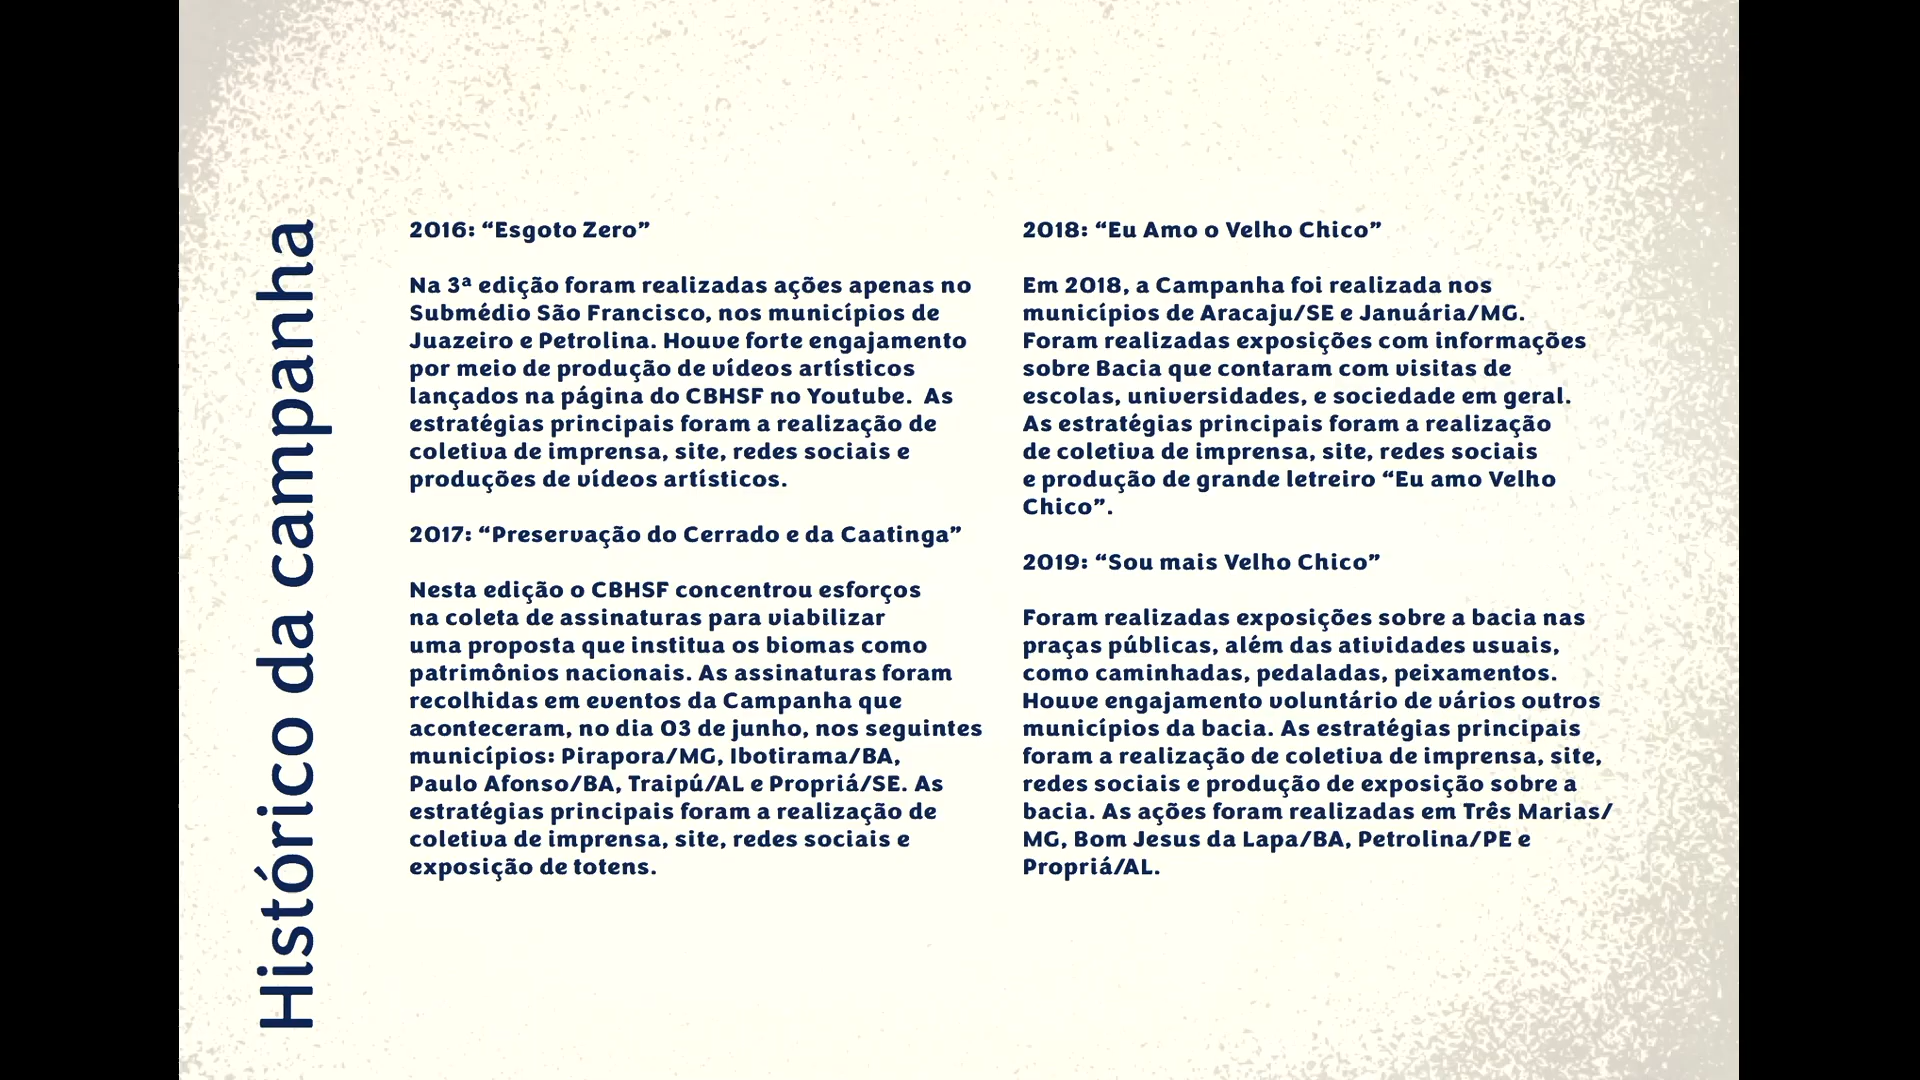 Histórico da campanha
2016: “Esgoto Zero”
Na 3ª edição foram realizadas ações apenas no
Submédio São Francisco, nos municípios de
Juazeiro e Petrolina. Houve forte engajamento
por meio de produção de vídeos artísticos
lançados na página do CBHSF no Youtube.  As
estratégias principais foram a realização de
coletiva de imprensa, site, redes sociais e
produções de vídeos artísticos.
2017: “Preservação do Cerrado e da Caatinga”
Nesta edição o CBHSF concentrou esforços
na coleta de assinaturas para viabilizar
uma proposta que institua os biomas como
patrimônios nacionais. As assinaturas foram
recolhidas em eventos da Campanha que
aconteceram, no dia 03 de junho, nos seguintes
municípios: Pirapora/MG, Ibotirama/BA,
Paulo Afonso/BA, Traipú/AL e Propriá/SE. As
estratégias principais foram a realização de
coletiva de imprensa, site, redes sociais e
exposição de totens.
2018: “Eu Amo o Velho Chico”
Em 2018, a Campanha foi realizada nos
municípios de Aracaju/SE e Januária/MG.
Foram realizadas exposições com informações
sobre Bacia que contaram com visitas de
escolas, universidades, e sociedade em geral.
As estratégias principais foram a realização
de coletiva de imprensa, site, redes sociais
e produção de grande letreiro “Eu amo Velho
Chico”.
2019: “Sou mais Velho Chico”
Foram realizadas exposições sobre a bacia nas
praças públicas, além das atividades usuais,
como caminhadas, pedaladas, peixamentos.
Houve engajamento voluntário de vários outros
municípios da bacia. As estratégias principais
foram a realização de coletiva de imprensa, site,
redes sociais e produção de exposição sobre a
bacia. As ações foram realizadas em Três Marias/
MG, Bom Jesus da Lapa/BA, Petrolina/PE e
Propriá/AL.